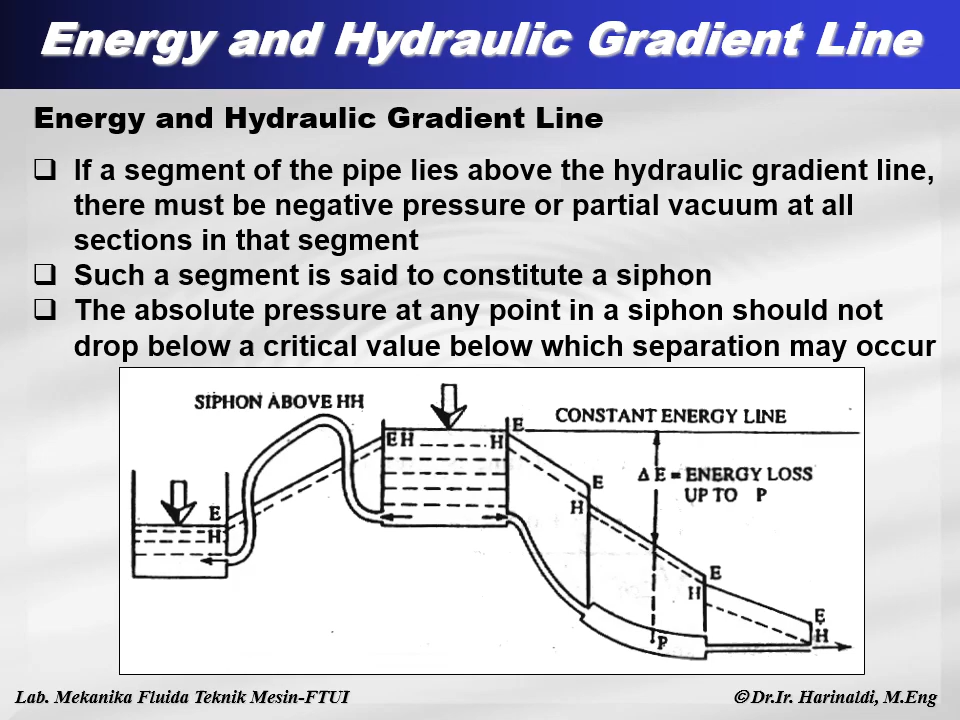 Energy and Hydraulic Gradient Line
Energy and Hydraulic Gradient Line
❑ If a segment of the pipe lies above the hydraulic gradient line,
there must be negative pressure or partial vacuum at all
sections in that segment
❑ Such a segment is said to constitute a siphon
❑ The absolute pressure at any point in a siphon should not
drop below a critical value below which separation may occur
SIPHON ABOVE HH
CONSTANT ENERGY LINE
E
E H
H
Δ E = ENERGY LOSS
UP TO P
E
H
E
H
E
H
E
H
P
Lab. Mekanika Fluida Teknik Mesin-FTUI
©Dr.Ir. Harinaldi, M.Eng